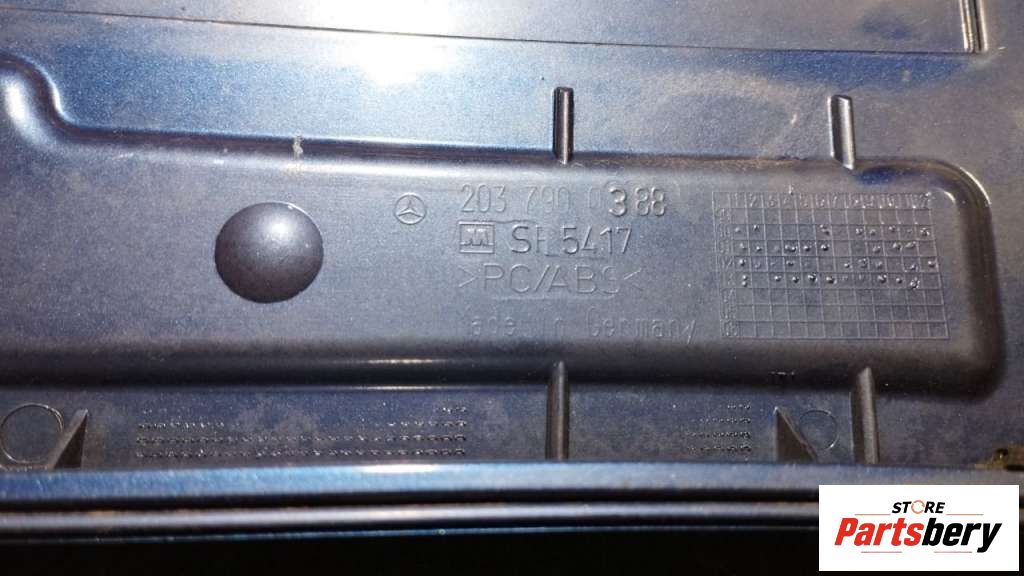 203 790 0388
SH 5417
>PC/ABS<
Made in Germany
STORE
Partsbery